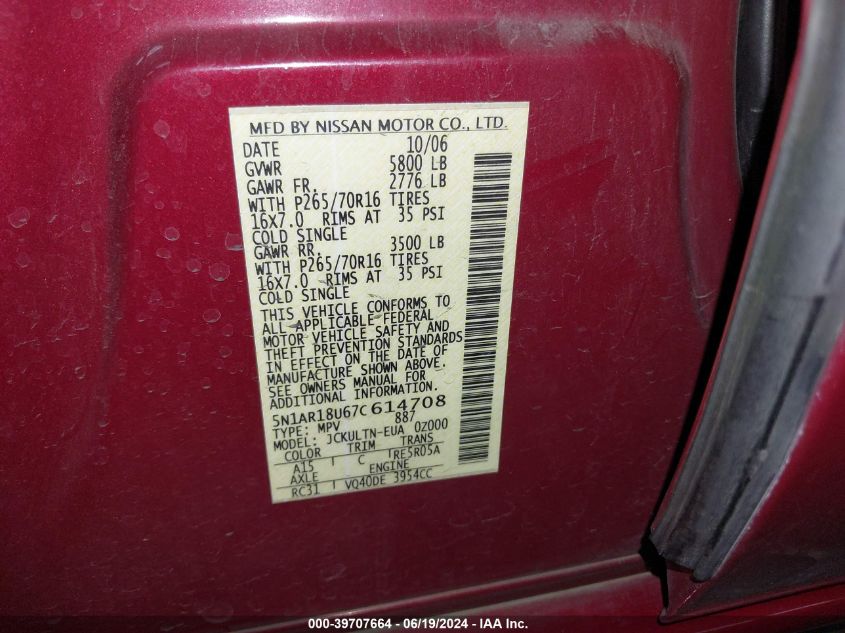 MFD BY NISSAN MOTOR CO., LTD.
DATE 10/06
GVWR 5800 LB
GAWR FR. 2776 LB
WITH P265/70R16 TIRES
16X7.0 RIMS AT 35 PSI
COLD SINGLE
GAWR RR. 3500 LB
WITH P265/70R16 TIRES
16X7.0 RIMS AT 35 PSI
COLD SINGLE
THIS VEHICLE CONFORMS TO
ALL APPLICABLE FEDERAL
MOTOR VEHICLE SAFETY AND
THEFT PREVENTION STANDARDS
IN EFFECT ON THE DATE OF
MANUFACTURE SHOWN ABOVE.
SEE OWNERS MANUAL FOR
ADDITIONAL INFORMATION.
5N1AR18U67C614708
TYPE: MPV 887
MODEL: JCKULTN-EUA 0Z000
COLOR TRIM TRANS
A15 C RE5R05A
AXLE ENGINE
RC31 VQ40DE 3954CC
000-39707664 / 06/19/2024 - IAA Inc.